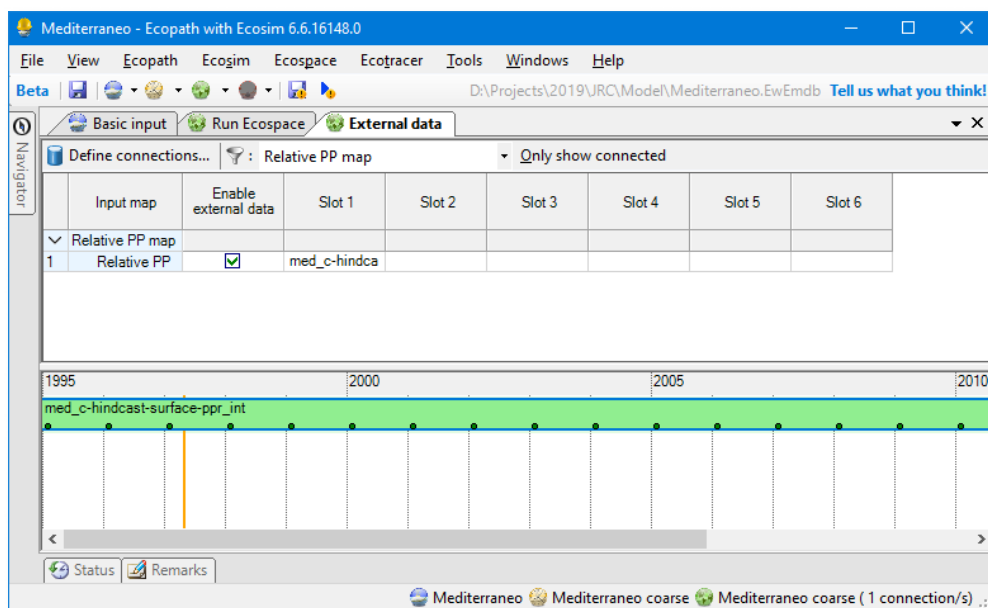 Mediterraneo - Ecopath with Ecosim 6.6.16148.0
File View Ecopath Ecosim Ecospace Ecotracer Tools Windows Help
Beta D:\Projects\2019\JRC\Model\Mediterraneo.EwEmdb Tell us what you think!
Navigator
Basic input Run Ecospace External data
Define connections... : Relative PP map Only show connected
Input map Enable external data Slot 1 Slot 2 Slot 3 Slot 4 Slot 5 Slot 6
Relative PP map
1 Relative PP med_c-hindca
1995 2000 2005 2010
med_c-hindcast-surface-ppr_int
Status Remarks
Mediterraneo Mediterraneo coarse Mediterraneo coarse ( 1 connection/s)